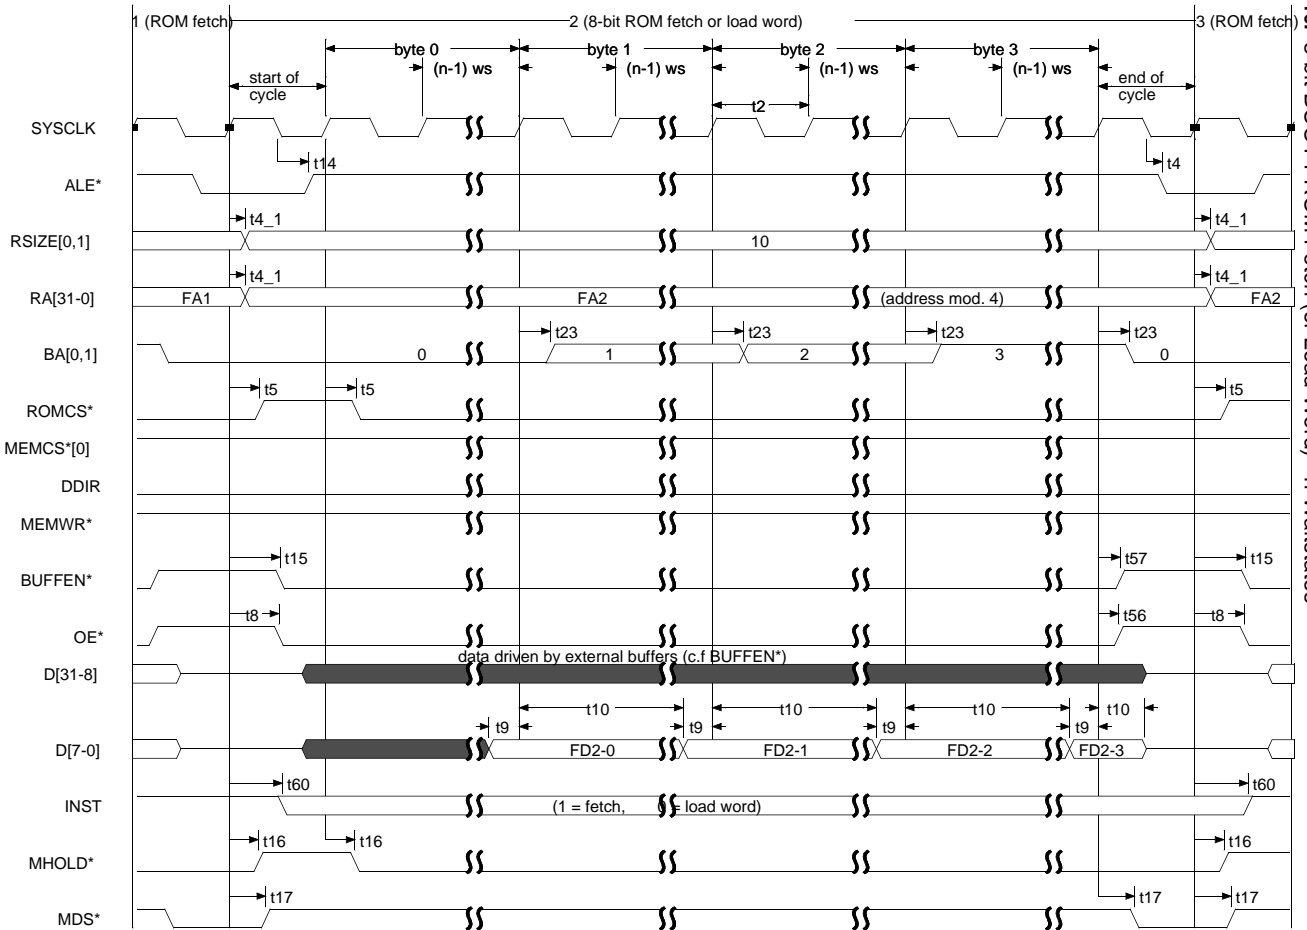 1 (ROM fetch) 2 (8-bit ROM fetch or load word) 3 (ROM fetch)
byte 0 byte 1 byte 2 byte 3
(n-1) ws (n-1) ws (n-1) ws (n-1) ws
start of cycle end of cycle
t2
SYSCLK
t14 t4
ALE*
t4_1 t4_1
RSIZE[0,1] 10
t4_1 t4_1
RA[31-0] FA1 FA2 (address mod. 4) FA2
t23 t23 t23 t23
BA[0,1] 0 1 2 3 0
t5 t5 t5
ROMCS*
MEMCS*[0]
DDIR
MEMWR*
t15 t57 t15
BUFFEN*
t8 t56 t8
OE*
data driven by external buffers (c.f BUFFEN*)
D[31-8]
t10 t10 t10 t10
t9 t9 t9 t9
D[7-0] FD2-0 FD2-1 FD2-2 FD2-3
t60 t60
INST (1 = fetch, 0 = load word)
t16 t16 t16
MHOLD*
t17 t17 t17
MDS*